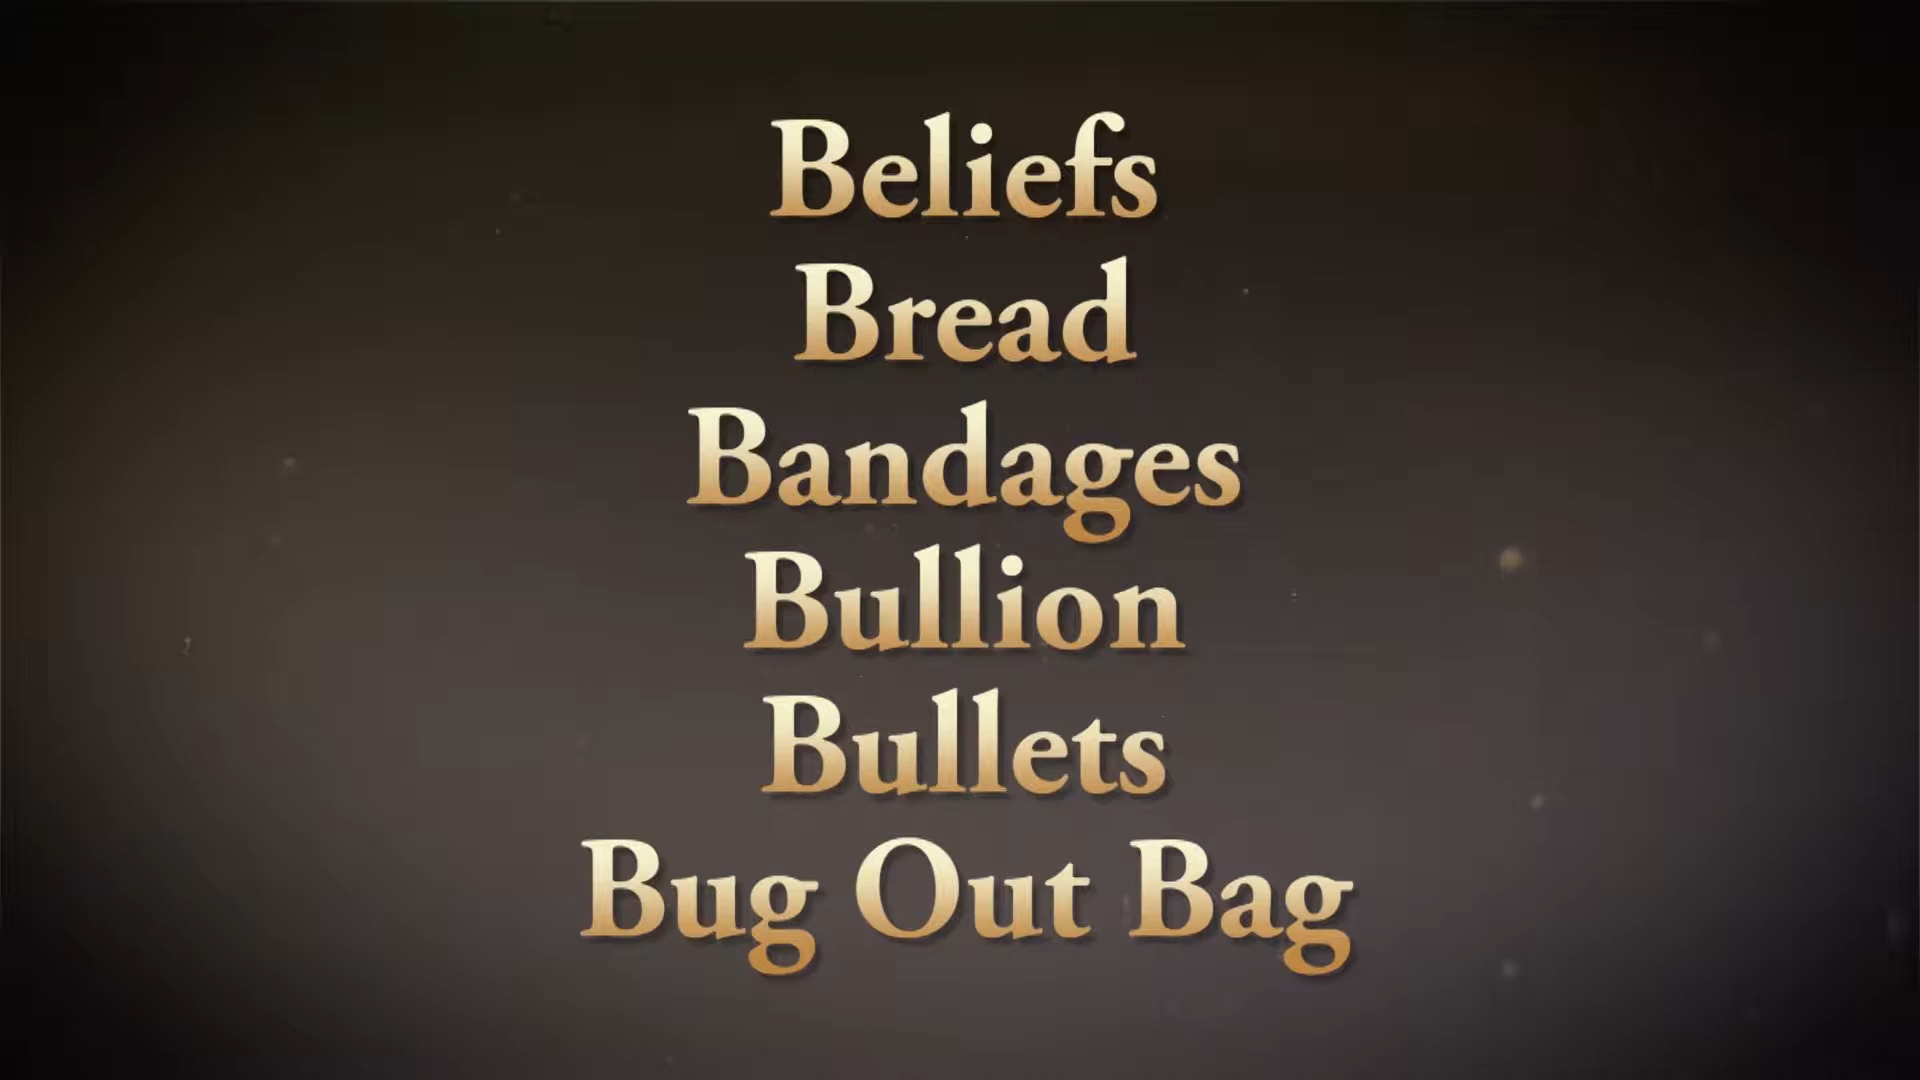 Beliefs
Bread
Bandages
Bullion
Bullets
Bug Out Bag